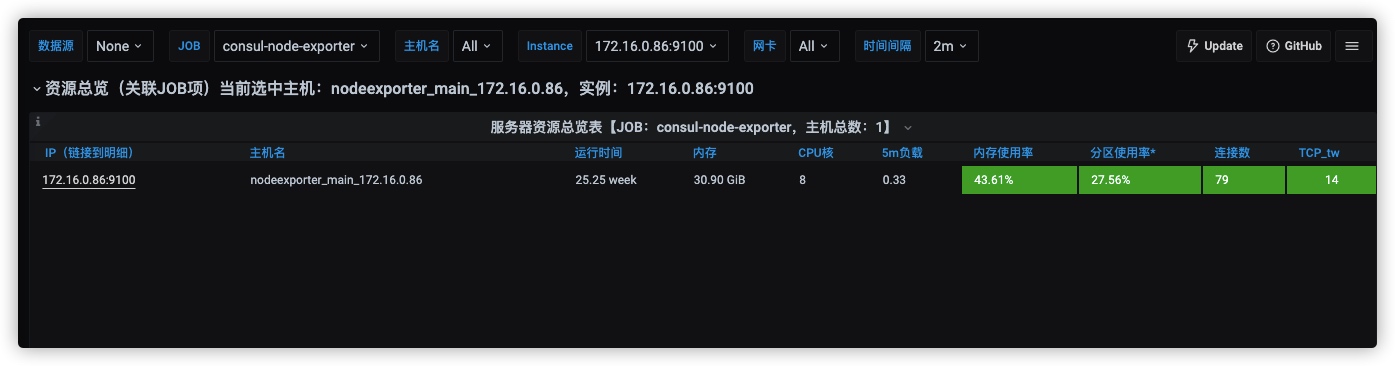 数据源 None JOB consul-node-exporter 主机名 All Instance 172.16.0.86:9100 网卡 All 时间间隔 2m Update GitHub
资源总览（关联JOB项）当前选中主机：nodeexporter_main_172.16.0.86，实例：172.16.0.86:9100
服务器资源总览表【JOB：consul-node-exporter，主机总数：1】
IP（链接到明细） 主机名 运行时间 内存 CPU核 5m负载 内存使用率 分区使用率* 连接数 TCP_tw
172.16.0.86:9100 nodeexporter_main_172.16.0.86 25.25 week 30.90 GiB 8 0.33 43.61% 27.56% 79 14